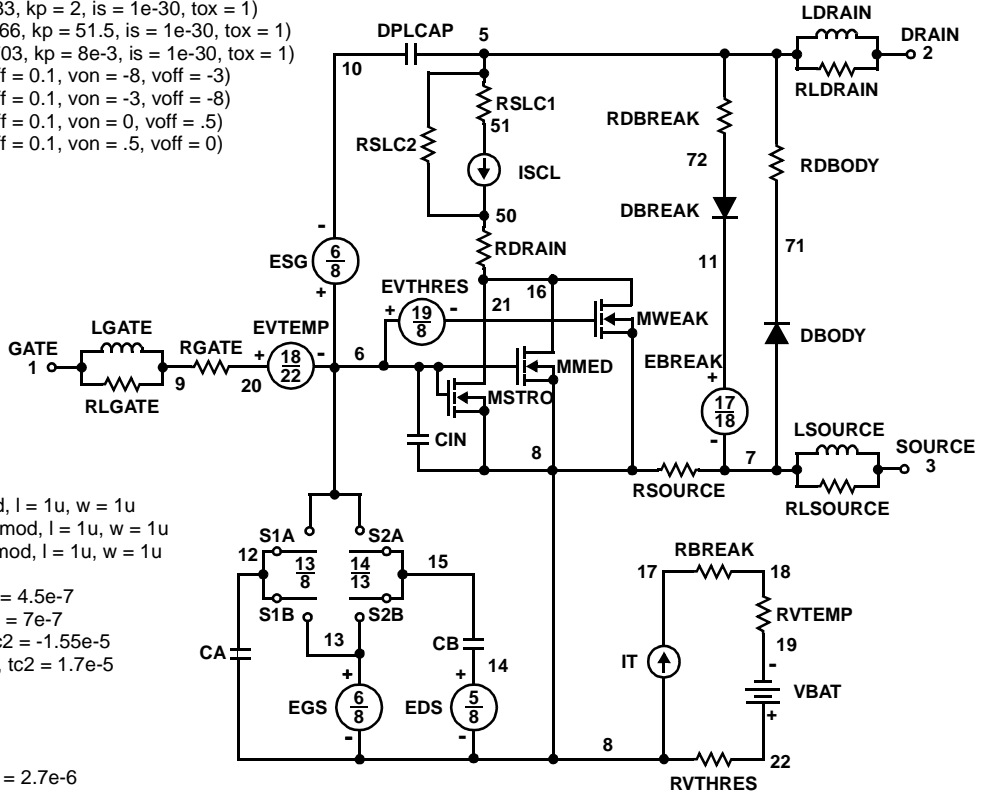 33, kp = 2, is = 1e-30, tox = 1)
66, kp = 51.5, is = 1e-30, tox = 1)
703, kp = 8e-3, is = 1e-30, tox = 1)
ff = 0.1, von = -8, voff = -3)
ff = 0.1, von = -3, voff = -8)
ff = 0.1, von = 0, voff = .5)
ff = 0.1, von = .5, voff = 0)
LDRAIN
DPLCAP
5
DRAIN
2
10
RLDRAIN
RSLC1
51
RDBREAK
RSLC2
72
RDBODY
ISCL
50
DBREAK
RDRAIN
71
-
6
8
ESG
+
11
EVTHRES
16
21
+
19
8
-
MWEAK
LGATE
EVTEMP
DBODY
GATE
1
RGATE
+
18
22
-
6
MMED
EBREAK
+
9
20
MSTRO
17
18
-
RLGATE
LSOURCE
CIN
8
7
SOURCE
3
RSOURCE
RLSOURCE
d, l = 1u, w = 1u
mod, l = 1u, w = 1u
mod, l = 1u, w = 1u
S1A
S2A
12
13
8
14
13
15
RBREAK
17
18
= 4.5e-7
= 7e-7
c2 = -1.55e-5
, tc2 = 1.7e-5
S1B
S2B
RVTEMP
13
CB
19
CA
IT
-
14
VBAT
+
+
+
EGS
6
8
EDS
5
8
-
-
8
22
= 2.7e-6
RVTHRES